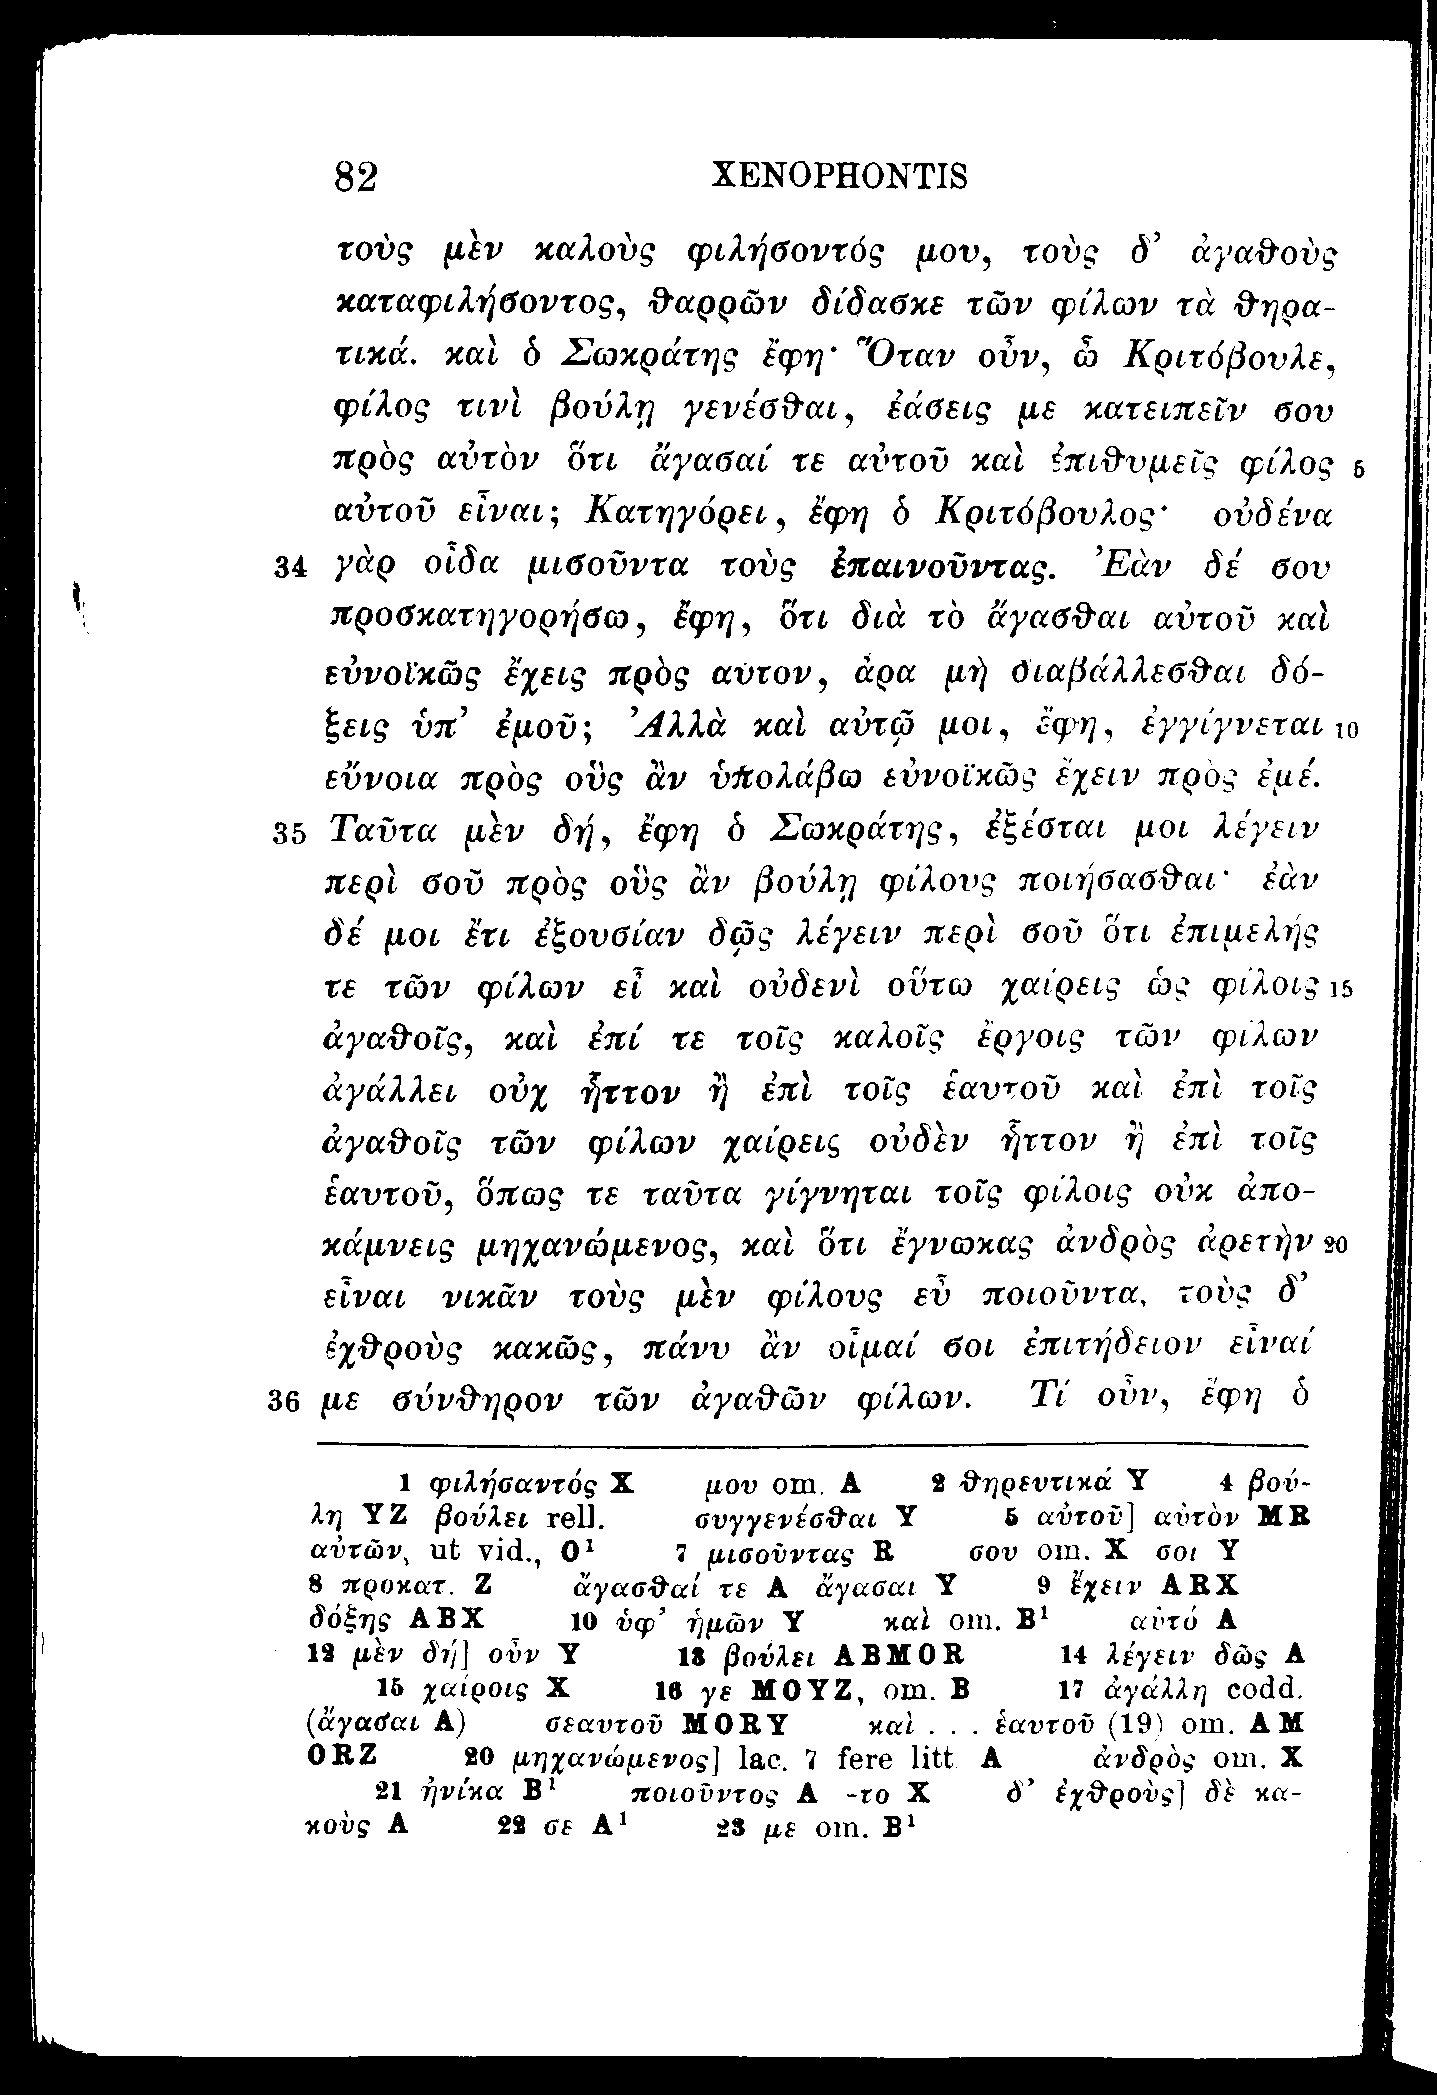 82 XENOPHONTIS
τοὺς μὲν καλοὺς φιλήσοντός μου, τοὺς δ’ ἀγαθοὺς
καταφιλήσοντος, θαρρῶν δίδασκε τῶν φίλων τὰ θηρα-
τικά. καὶ ὁ Σωκράτης ἔφη· Ὅταν οὖν, ὦ Κριτόβουλε,
φίλος τινὶ βούλῃ γενέσθαι, ἐάσεις με κατειπεῖν σου
πρὸς αὐτὸν ὅτι ἄγασαί τε αὐτοῦ καὶ ἐπιθυμεῖς φίλος 5
αὐτοῦ εἶναι; Κατηγόρει, ἔφη ὁ Κριτόβουλος· οὐδένα
34 γὰρ οἶδα μισοῦντα τοὺς ἐπαινοῦντας. Ἐὰν δέ σου
προσκατηγορήσω, ἔφη, ὅτι διὰ τὸ ἄγασθαι αὐτοῦ καὶ
εὐνοϊκῶς ἔχεις πρὸς αὐτόν, ἆρα μὴ διαβάλλεσθαι δό-
ξεις ὑπ’ ἐμοῦ; Ἀλλὰ καὶ αὐτῷ μοι, ἔφη, ἐγγίγνεται 10
εὔνοια πρὸς οὓς ἂν ὑπολάβω εὐνοϊκῶς ἔχειν πρὸς ἐμέ.
35 Ταῦτα μὲν δή, ἔφη ὁ Σωκράτης, ἐξέσται μοι λέγειν
περὶ σοῦ πρὸς οὓς ἂν βούλῃ φίλους ποιήσασθαι· ἐὰν
δέ μοι ἔτι ἐξουσίαν δῷς λέγειν περὶ σοῦ ὅτι ἐπιμελής
τε τῶν φίλων εἶ καὶ οὐδενὶ οὕτω χαίρεις ὡς φίλοις 15
ἀγαθοῖς, καὶ ἐπί τε τοῖς καλοῖς ἔργοις τῶν φίλων
ἀγάλλει οὐχ ἧττον ἢ ἐπὶ τοῖς ἑαυτοῦ καὶ ἐπὶ τοῖς
ἀγαθοῖς τῶν φίλων χαίρεις οὐδὲν ἧττον ἢ ἐπὶ τοῖς
ἑαυτοῦ, ὅπως τε ταῦτα γίγνηται τοῖς φίλοις οὐκ ἀπο-
κάμνεις μηχανώμενος, καὶ ὅτι ἔγνωκας ἀνδρὸς ἀρετὴν 20
εἶναι νικᾶν τοὺς μὲν φίλους εὖ ποιοῦντα, τοὺς δ’
ἐχθροὺς κακῶς, πάνυ ἂν οἶμαί σοι ἐπιτήδειον εἶναί
36 με σύνθηρον τῶν ἀγαθῶν φίλων. Τί οὖν, ἔφη ὁ
1 φιλήσαντός X μου om. A 2 θηρευτικά Y 4 βού-
λη YZ βούλει rell. συγγενέσθαι Y 5 αὐτοῦ] αὐτὸν MR
αὐτῶν, ut vid., O¹ 7 μισοῦντας R σου om. X σοι Y
8 προκατ. Z ἄγασθαί τε A ἄγασαι Y 9 ἔχειν ARX
δόξης ABX 10 ὑφ’ ἡμῶν Y καὶ om. B¹ αὐτό A
12 μὲν δή] οὖν Y 13 βούλει ABMOR 14 λέγειν δῶς A
15 χαίροις X 16 γε MOYZ, om. B 17 ἀγάλλη codd.
(ἄγασαι A) σεαυτοῦ MORY καὶ . . . ἑαυτοῦ (19) om. AM
ORZ 20 μηχανώμενος] lac. 7 fere litt A ἀνδρὸς om. X
21 ἡνίκα B¹ ποιοῦντος A -το X δ’ ἐχθροὺς] δὲ κα-
κοὺς A 22 σε A¹ 23 με om. B¹